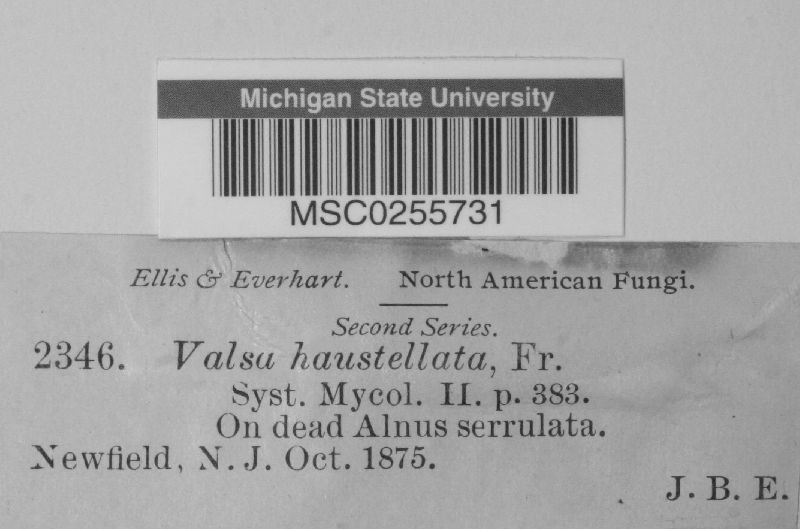 Michigan State University
MSC0255731
Ellis & Everhart. North American Fungi.
Second Series.
2346. Valsa haustellata, Fr.
Syst. Mycol. II. p. 383.
On dead Alnus serrulata.
Newfield, N. J. Oct. 1875.
J. B. E.